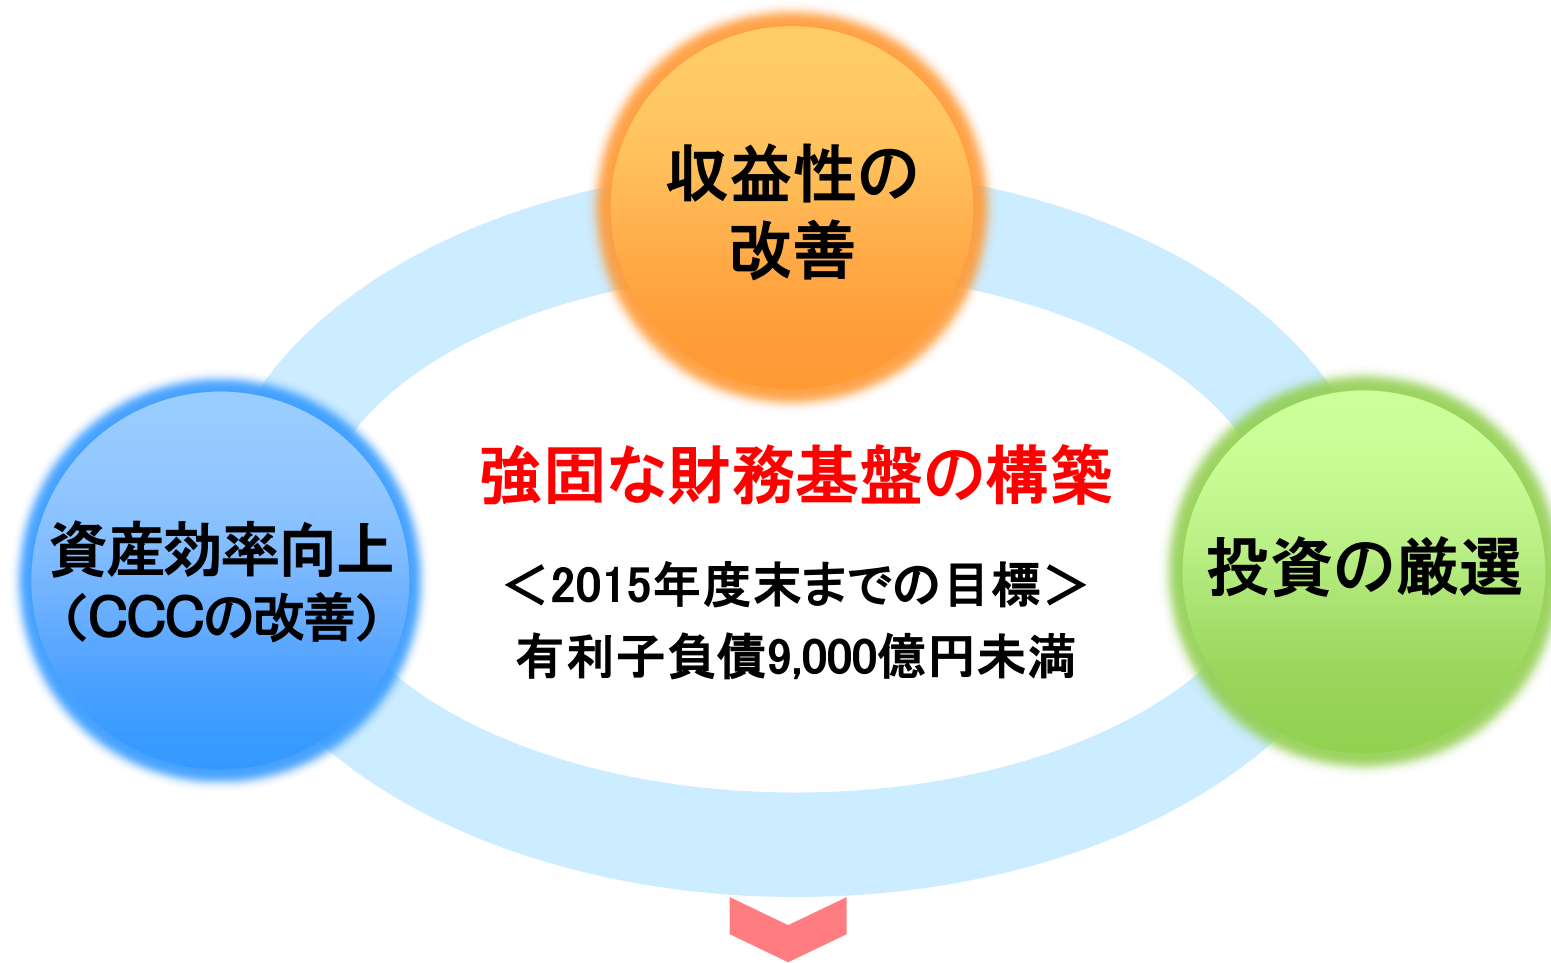 収益性の
改善
強固な財務基盤の構築
資産効率向上
（CCCの改善）
＜2015年度末までの目標＞
有利子負債9,000億円未満
投資の厳選